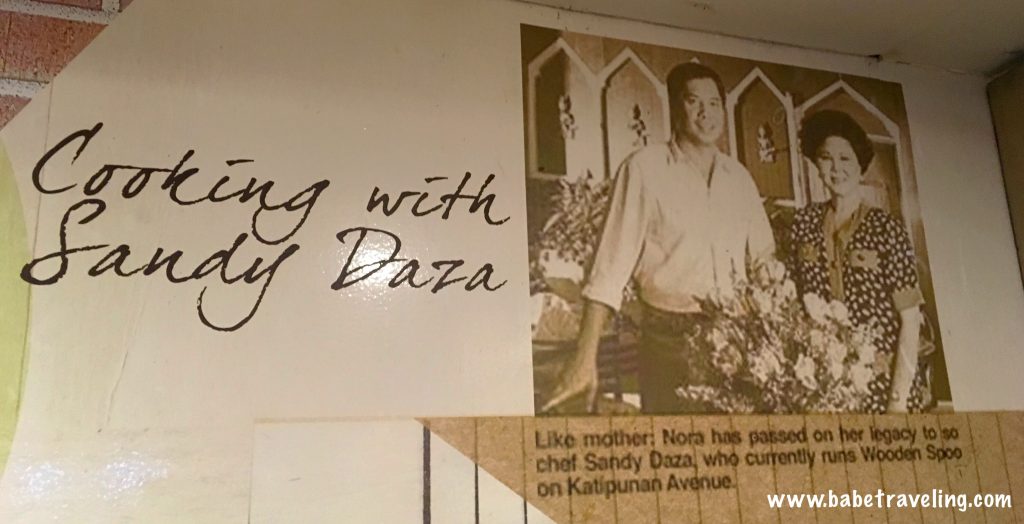 Cooking with
Sandy Daza
Like mother: Nora has passed on her legacy to so
chef Sandy Daza, who currently runs Wooden Spoo
on Katipunan Avenue.
www.babetraveling.com